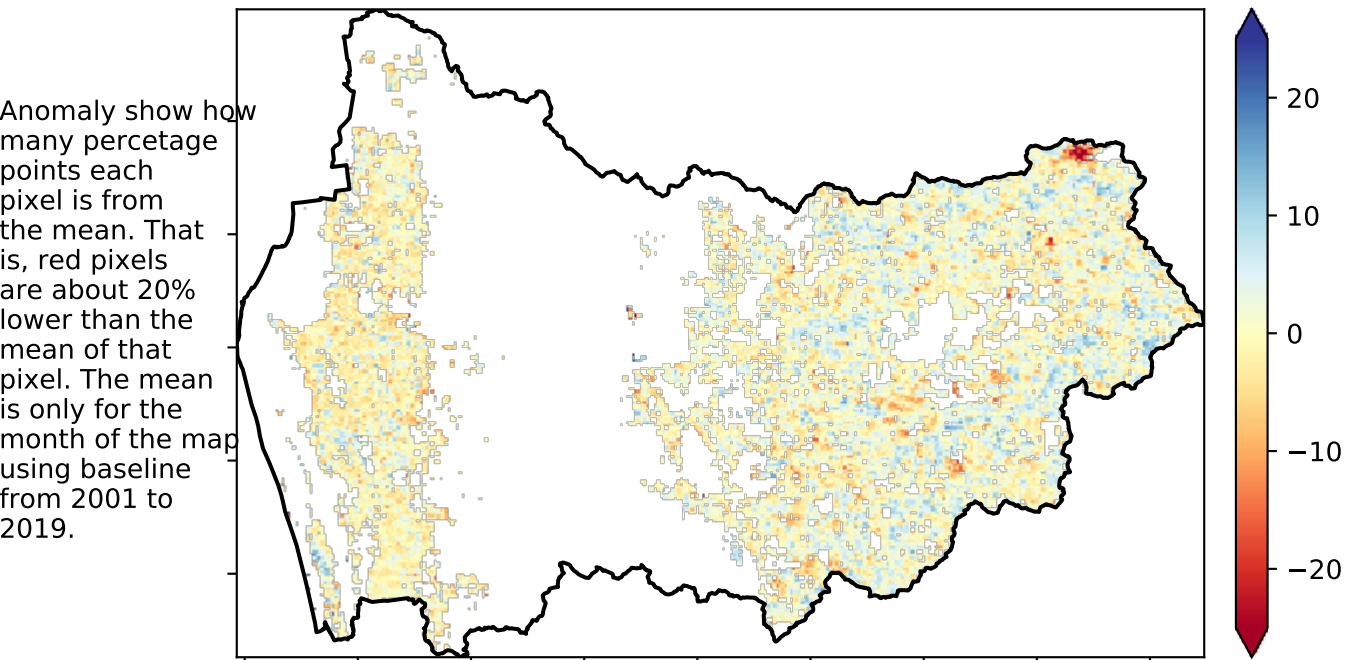 Anomaly show how
many percetage
points each
pixel is from
the mean. That
is, red pixels
are about 20%
lower than the
mean of that
pixel. The mean
is only for the
month of the map
using baseline
from 2001 to
2019.
20
10
0
−10
−20